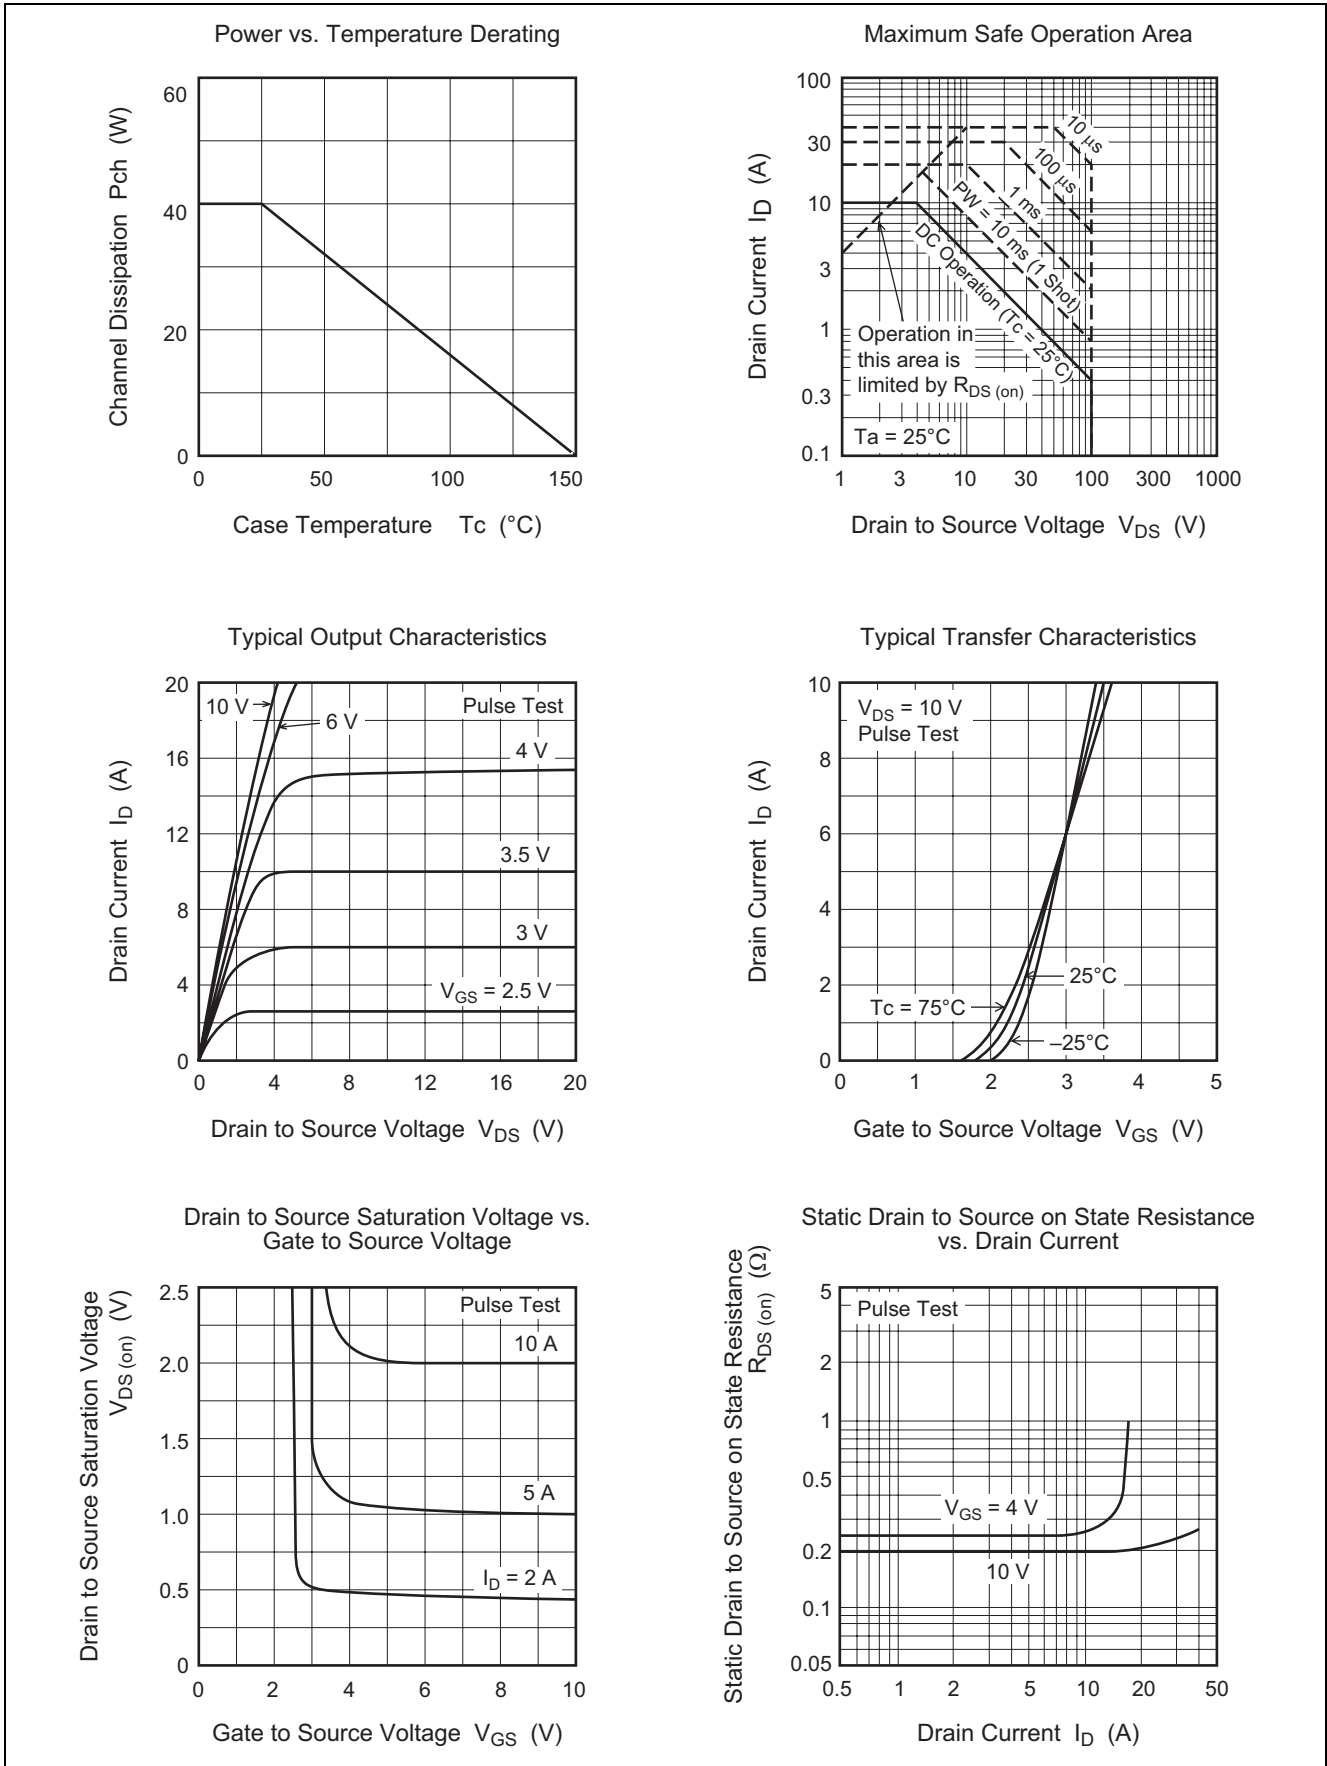 Power vs. Temperature Derating
Channel Dissipation Pch (W)
60
40
20
0
0 50 100 150
Case Temperature Tc (°C)
Maximum Safe Operation Area
Drain Current ID (A)
100
30
10
3
1
0.3
0.1
10 μs
100 μs
1 ms
PW = 10 ms (1 Shot)
DC Operation (Tc = 25°C)
Operation in
this area is
limited by RDS (on)
Ta = 25°C
1 3 10 30 100 300 1000
Drain to Source Voltage VDS (V)
Typical Output Characteristics
Drain Current ID (A)
20
16
12
8
4
0
10 V
6 V
Pulse Test
4 V
3.5 V
3 V
VGS = 2.5 V
0 4 8 12 16 20
Drain to Source Voltage VDS (V)
Typical Transfer Characteristics
Drain Current ID (A)
10
8
6
4
2
0
VDS = 10 V
Pulse Test
25°C
Tc = 75°C
–25°C
0 1 2 3 4 5
Gate to Source Voltage VGS (V)
Drain to Source Saturation Voltage vs.
Gate to Source Voltage
Drain to Source Saturation Voltage
VDS (on) (V)
2.5
2.0
1.5
1.0
0.5
0
Pulse Test
10 A
5 A
ID = 2 A
0 2 4 6 8 10
Gate to Source Voltage VGS (V)
Static Drain to Source on State Resistance
vs. Drain Current
Static Drain to Source on State Resistance
RDS (on) (Ω)
5
2
1
0.5
0.2
0.1
0.05
Pulse Test
VGS = 4 V
10 V
0.5 1 2 5 10 20 50
Drain Current ID (A)